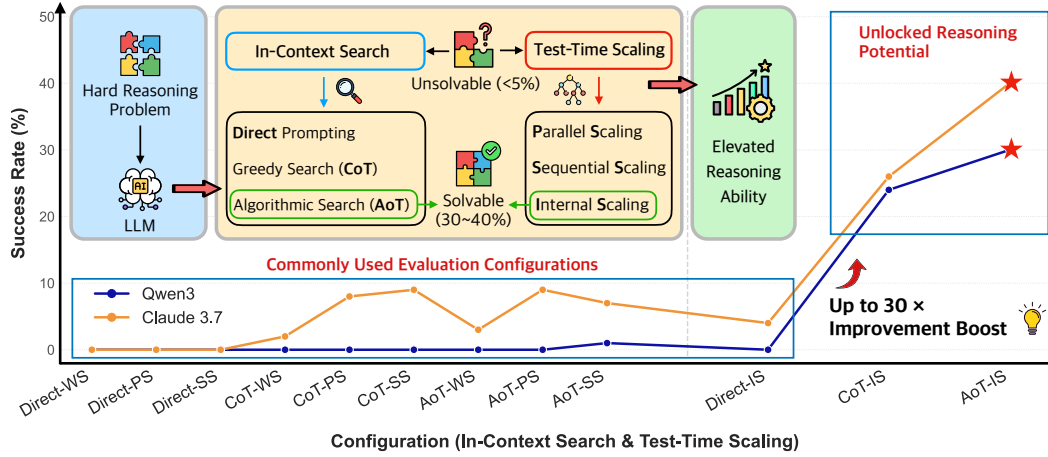 Success Rate (%)
50
40
30
20
10
0
Hard Reasoning
Problem
AI
LLM
In-Context Search
Test-Time Scaling
Unsolvable (<5%)
Direct Prompting
Greedy Search (CoT)
Algorithmic Search (AoT)
Solvable
(30~40%)
Parallel Scaling
Sequential Scaling
Internal Scaling
Elevated
Reasoning
Ability
Unlocked Reasoning
Potential
Commonly Used Evaluation Configurations
Qwen3
Claude 3.7
Up to 30 ×
Improvement Boost
Direct-WS
Direct-PS
Direct-SS
CoT-WS
CoT-PS
CoT-SS
AoT-WS
AoT-PS
AoT-SS
Direct-IS
CoT-IS
AoT-IS
Configuration (In-Context Search & Test-Time Scaling)